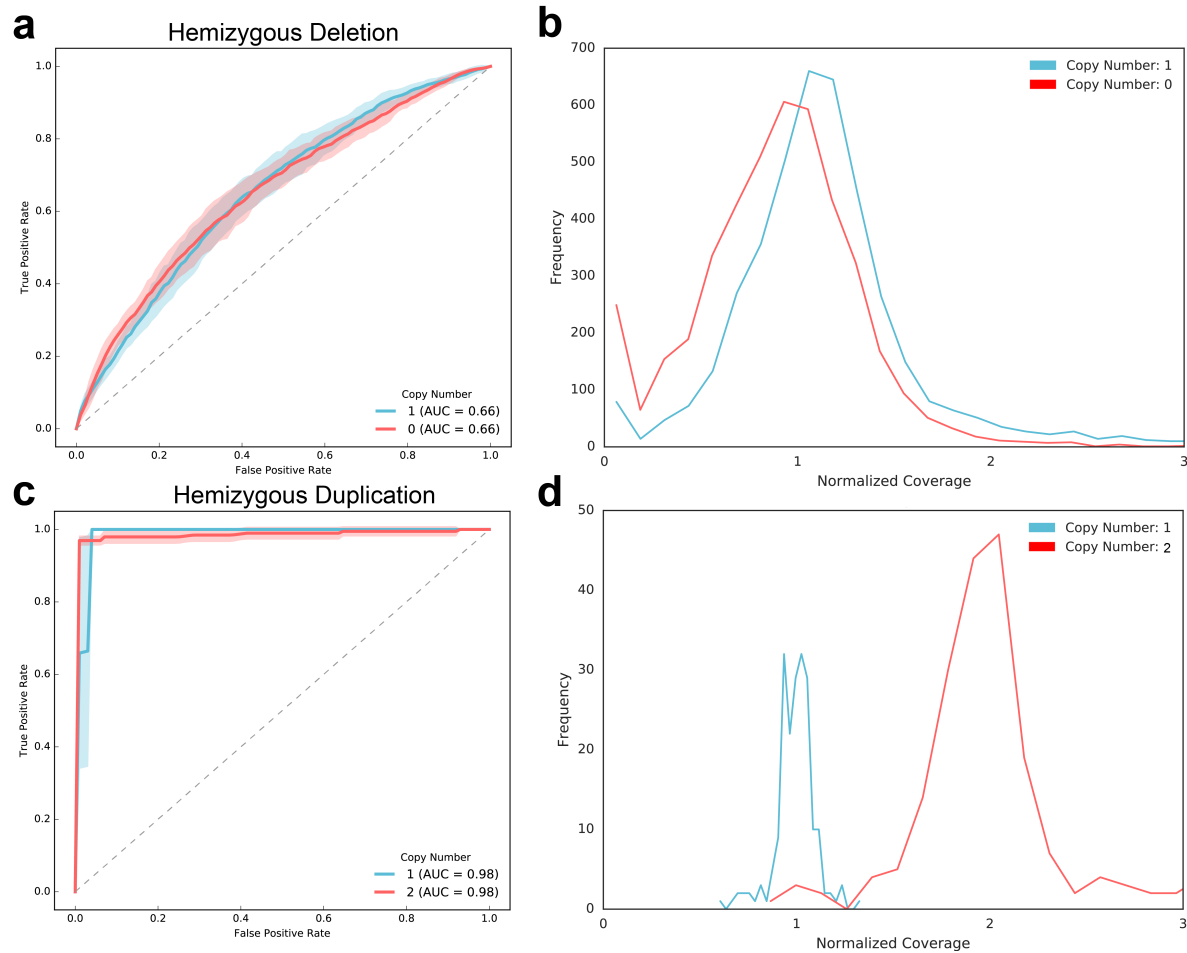 a
Hemizygous Deletion
1.0
0.8
0.6
0.4
0.2
0.0
True Positive Rate
Copy Number
1 (AUC = 0.66)
0 (AUC = 0.66)
0.0 0.2 0.4 0.6 0.8 1.0
False Positive Rate
b
700
600
500
400
300
200
100
0
Frequency
Copy Number: 1
Copy Number: 0
0 1 2 3
Normalized Coverage
c
Hemizygous Duplication
1.0
0.8
0.6
0.4
0.2
0.0
True Positive Rate
Copy Number
1 (AUC = 0.98)
2 (AUC = 0.98)
0.0 0.2 0.4 0.6 0.8 1.0
False Positive Rate
d
50
40
30
20
10
0
Frequency
Copy Number: 1
Copy Number: 2
0 1 2 3
Normalized Coverage